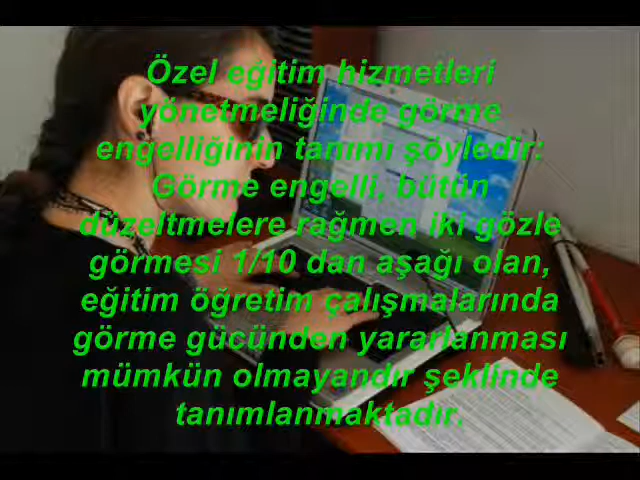 Özel eğitim hizmetleri
yönetmeliğinde görme
engelliğinin tanımı şöyledir:
Görme engelli, bütün
düzeltmelere rağmen iki gözle
görmesi 1/10 dan aşağı olan,
eğitim öğretim çalışmalarında
görme gücünden yararlanması
mümkün olmayandır şeklinde
tanımlanmaktadır.